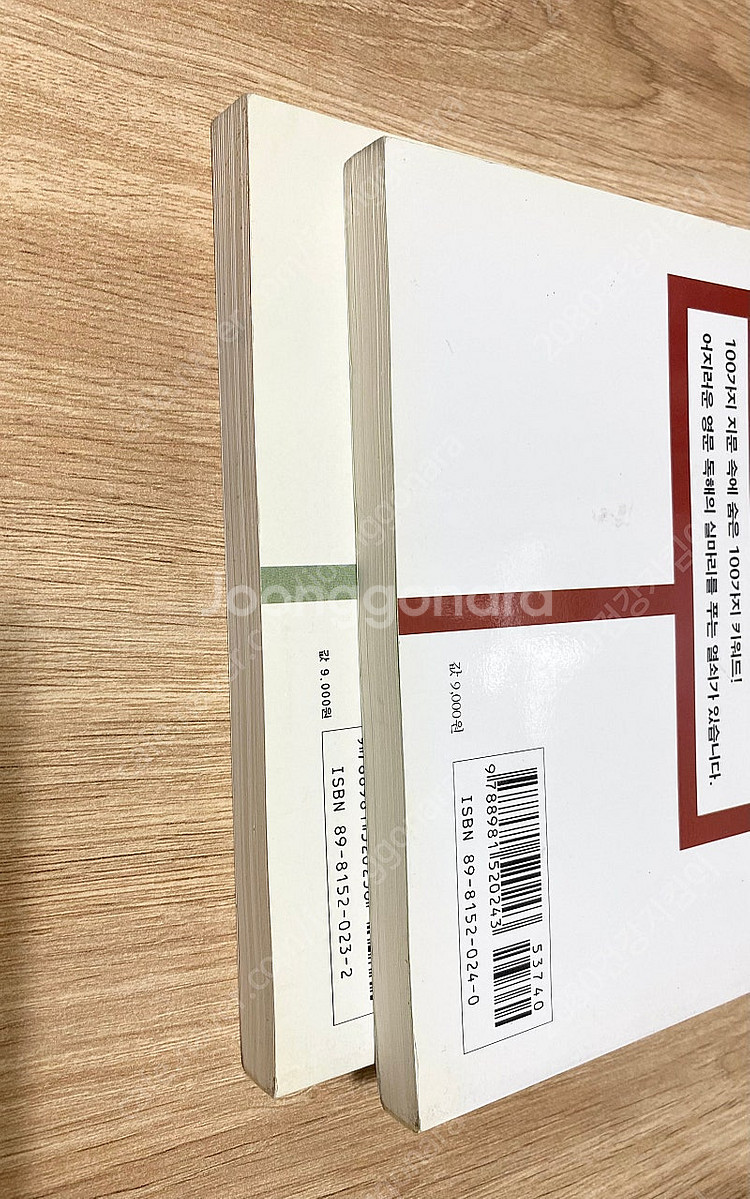 100가지 지문 속에 숨은 100가지 키워드!
어지러운 영문 독해의 실마리를 푸는 열쇠가 있습니다.
값 9,000원
9788981520243
53740
ISBN 89-8152-024-0
값 9,000원
ISBN 89-8152-023-2
Joonggonara